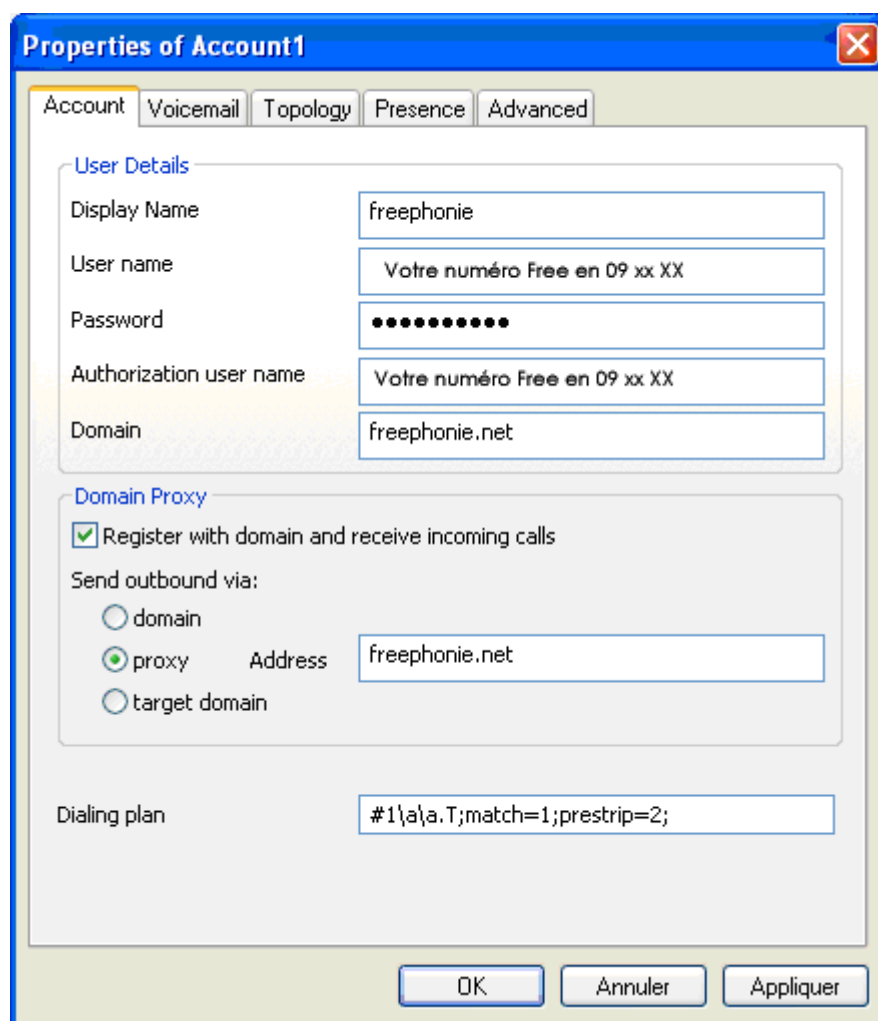 Properties of Account1
Account Voicemail Topology Presence Advanced
User Details
Display Name freephonie
User name Votre numéro Free en 09 xx XX
Password ••••••••••
Authorization user name Votre numéro Free en 09 xx XX
Domain freephonie.net
Domain Proxy
Register with domain and receive incoming calls
Send outbound via:
domain
proxy Address freephonie.net
target domain
Dialing plan #1\a\a.T;match=1;prestrip=2;
OK Annuler Appliquer